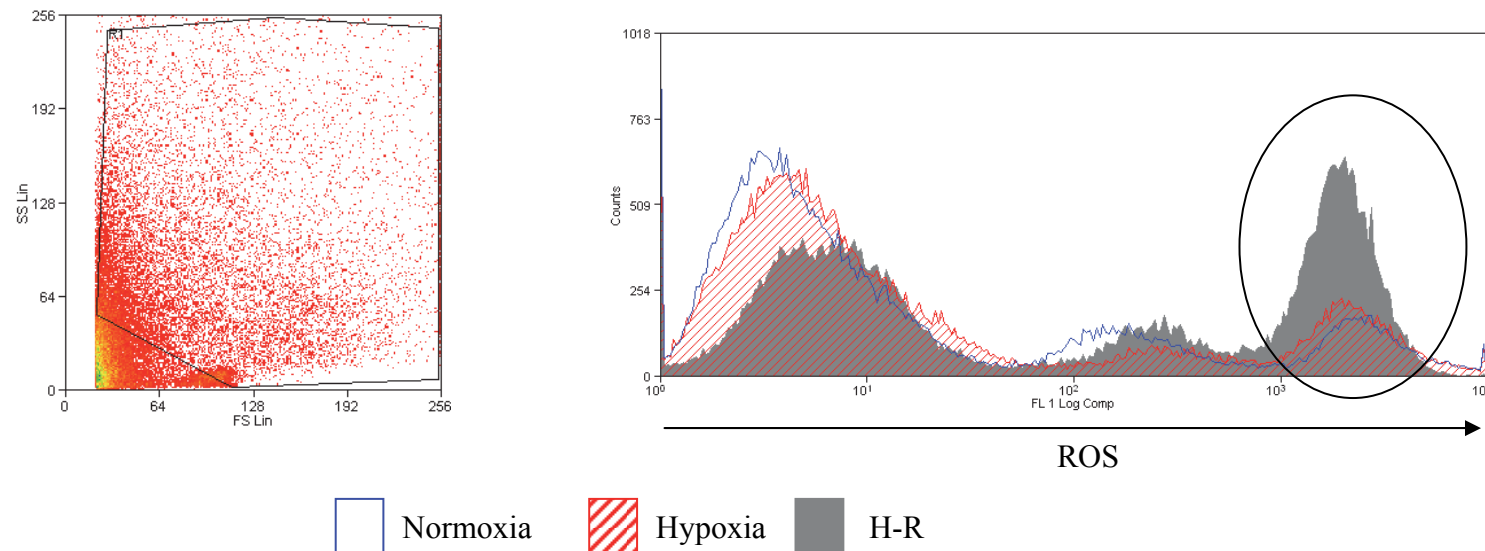 256
192
128
64
0
SS Lin
R1
0 64 128 192 256
FS Lin
1018
763
509
254
0
Counts
10⁰ 10¹ 10² 10³
FL 1 Log Comp
ROS
Normoxia Hypoxia H-R